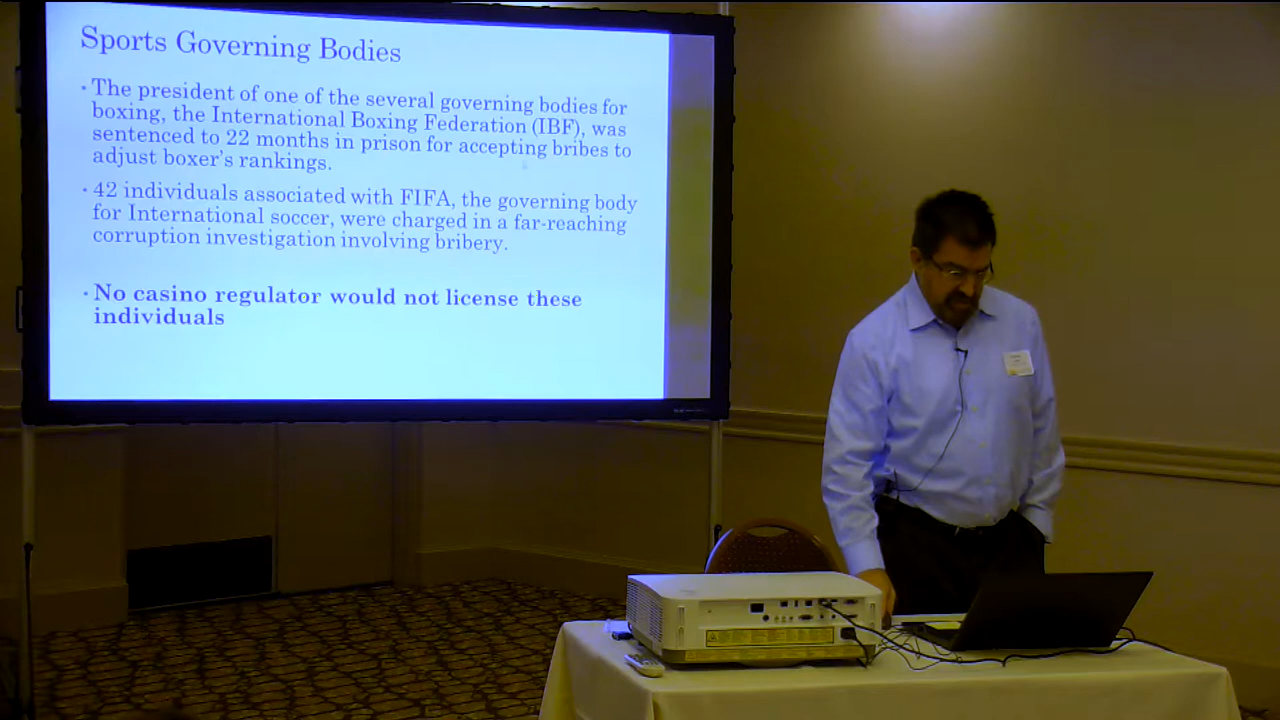 Sports Governing Bodies
• The president of one of the several governing bodies for
boxing, the International Boxing Federation (IBF), was
sentenced to 22 months in prison for accepting bribes to
adjust boxer's rankings.
• 42 individuals associated with FIFA, the governing body
for International soccer, were charged in a far-reaching
corruption investigation involving bribery.
• No casino regulator would not license these
individuals